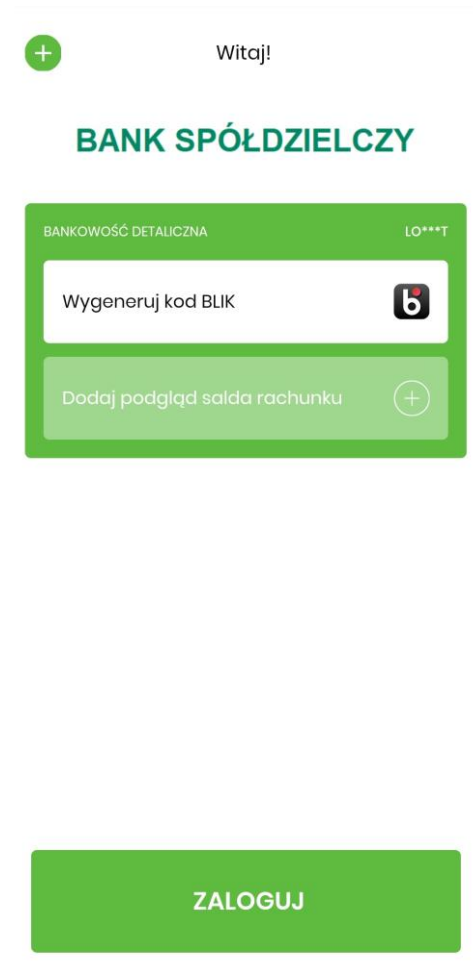 Witaj!
BANK SPÓŁDZIELCZY
BANKOWOŚĆ DETALICZNA LO***T
Wygeneruj kod BLIK
Dodaj podgląd salda rachunku
ZALOGUJ